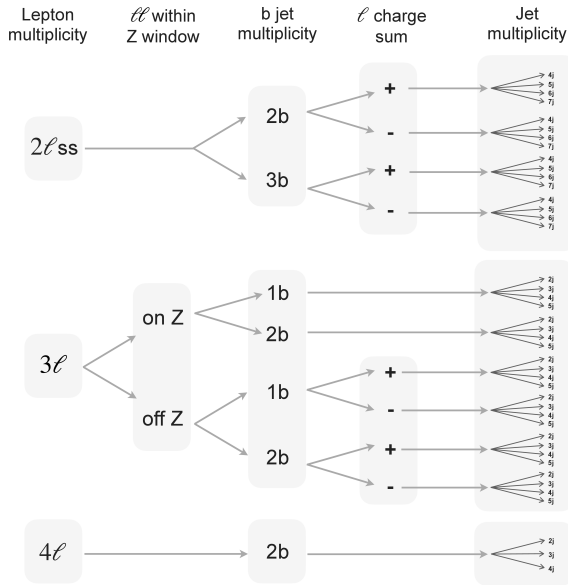 Lepton multiplicity
ℓℓ within Z window
b jet multiplicity
ℓ charge sum
Jet multiplicity
2ℓ ss
2b
+
4j
5j
6j
7j
-
4j
5j
6j
7j
3b
+
4j
5j
6j
7j
-
4j
5j
6j
7j
3ℓ
on Z
1b
2j
3j
4j
5j
2b
2j
3j
4j
5j
off Z
1b
+
2j
3j
4j
5j
-
2j
3j
4j
5j
2b
+
2j
3j
4j
5j
-
2j
3j
4j
5j
4ℓ
2b
2j
3j
4j